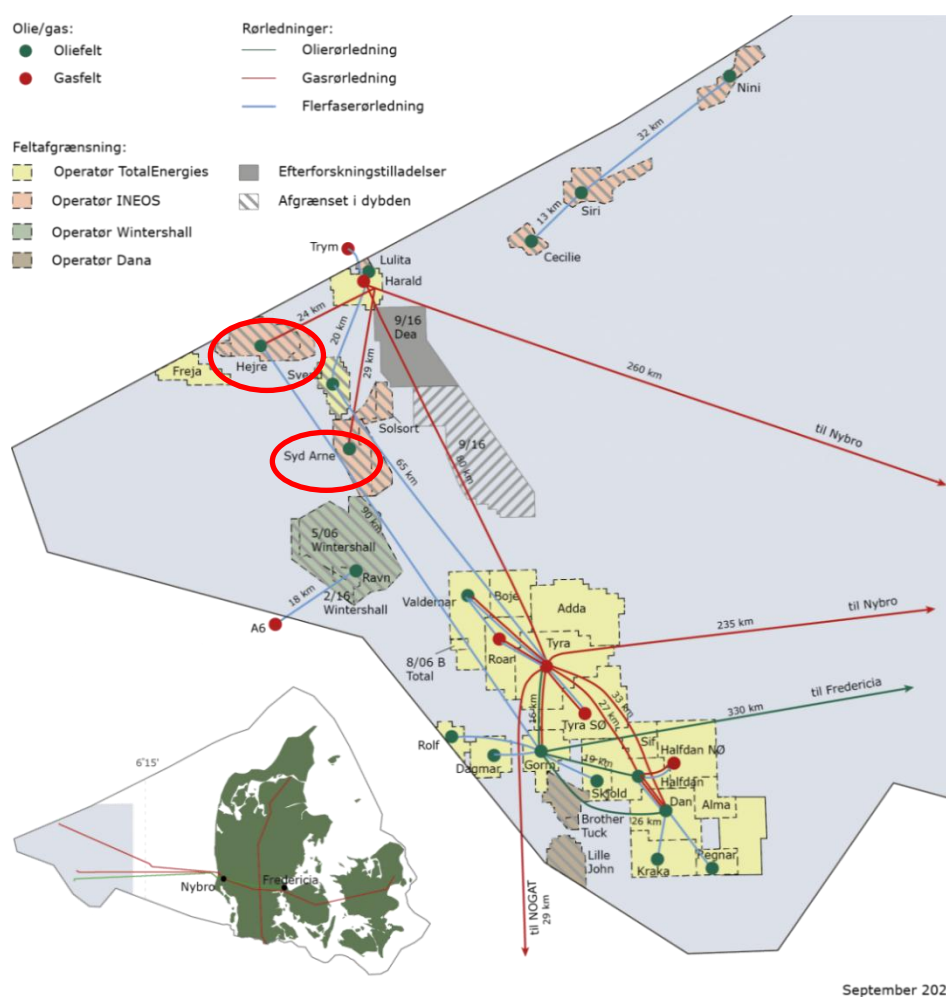 Olie/gas:
Oliefelt
Gasfelt
Rørledninger:
Olierørledning
Gasrørledning
Flerfaserørledning
Feltafgrænsning:
Operatør TotalEnergies
Operatør INEOS
Operatør Wintershall
Operatør Dana
Efterforskningstilladelser
Afgrænset i dybden
Nini
32 km
Siri
13 km
Cecilie
Trym
Lulita
Harald
24 km
20 km
29 km
9/16
Dea
Hejre
Freja
Solsort
9/16
260 km
til Nybro
Syd Arne
65 km
80 km
90 km
5/06
Wintershall
Ravn
18 km
2/16
Wintershall
A6
Valdemar
Boje
Adda
Tyra
Roar
8/06 B
Total
235 km
til Nybro
til Fredericia
330 km
16 km
27 km
33 km
Tyra SØ
Rolf
Dagmar
Gorm
19 km
Sif
Halfdan NØ
Halfdan
Skjold
Dan
Alma
Brother
Tuck
26 km
Lille
John
Kraka
Regnar
til NOGAT
29 km
6°15'
Nybro
Fredericia
September 202